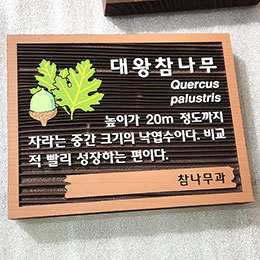 대왕참나무
Quercus
palustris
높이가 20m 정도까지
자라는 중간 크기의 낙엽수이다. 비교
적 빨리 성장하는 편이다.
참나무과